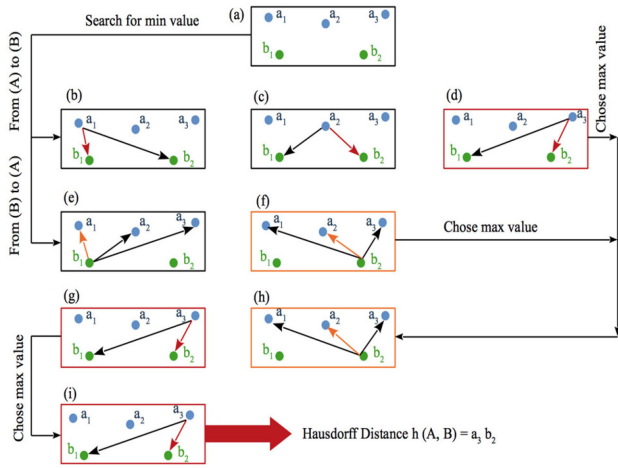 Search for min value
(a)
a1
a2
a3
b1
b2
From (A) to (B)
(b)
a1
a2
a3
b1
b2
(c)
a1
a2
a3
b1
b2
(d)
a1
a2
a3
b1
b2
Chose max value
From (B) to (A)
(e)
a1
a2
a3
b1
b2
(f)
a1
a2
a3
b1
b2
Chose max value
(g)
a1
a2
a3
b1
b2
(h)
a1
a2
a3
b1
b2
Chose max value
(i)
a1
a2
a3
b1
b2
Hausdorff Distance h (A, B) = a3 b2